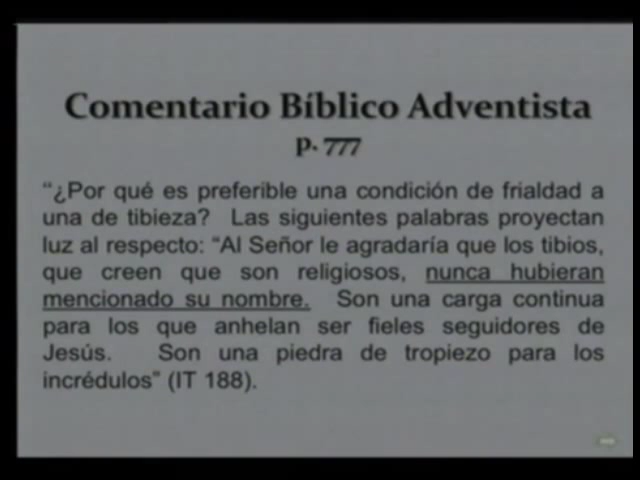 Comentario Bíblico Adventista
p. 777
“¿Por qué es preferible una condición de frialdad a
una de tibieza? Las siguientes palabras proyectan
luz al respecto: “Al Señor le agradaría que los tibios,
que creen que son religiosos, nunca hubieran
mencionado su nombre. Son una carga continua
para los que anhelan ser fieles seguidores de
Jesús. Son una piedra de tropiezo para los
incrédulos” (IT 188).